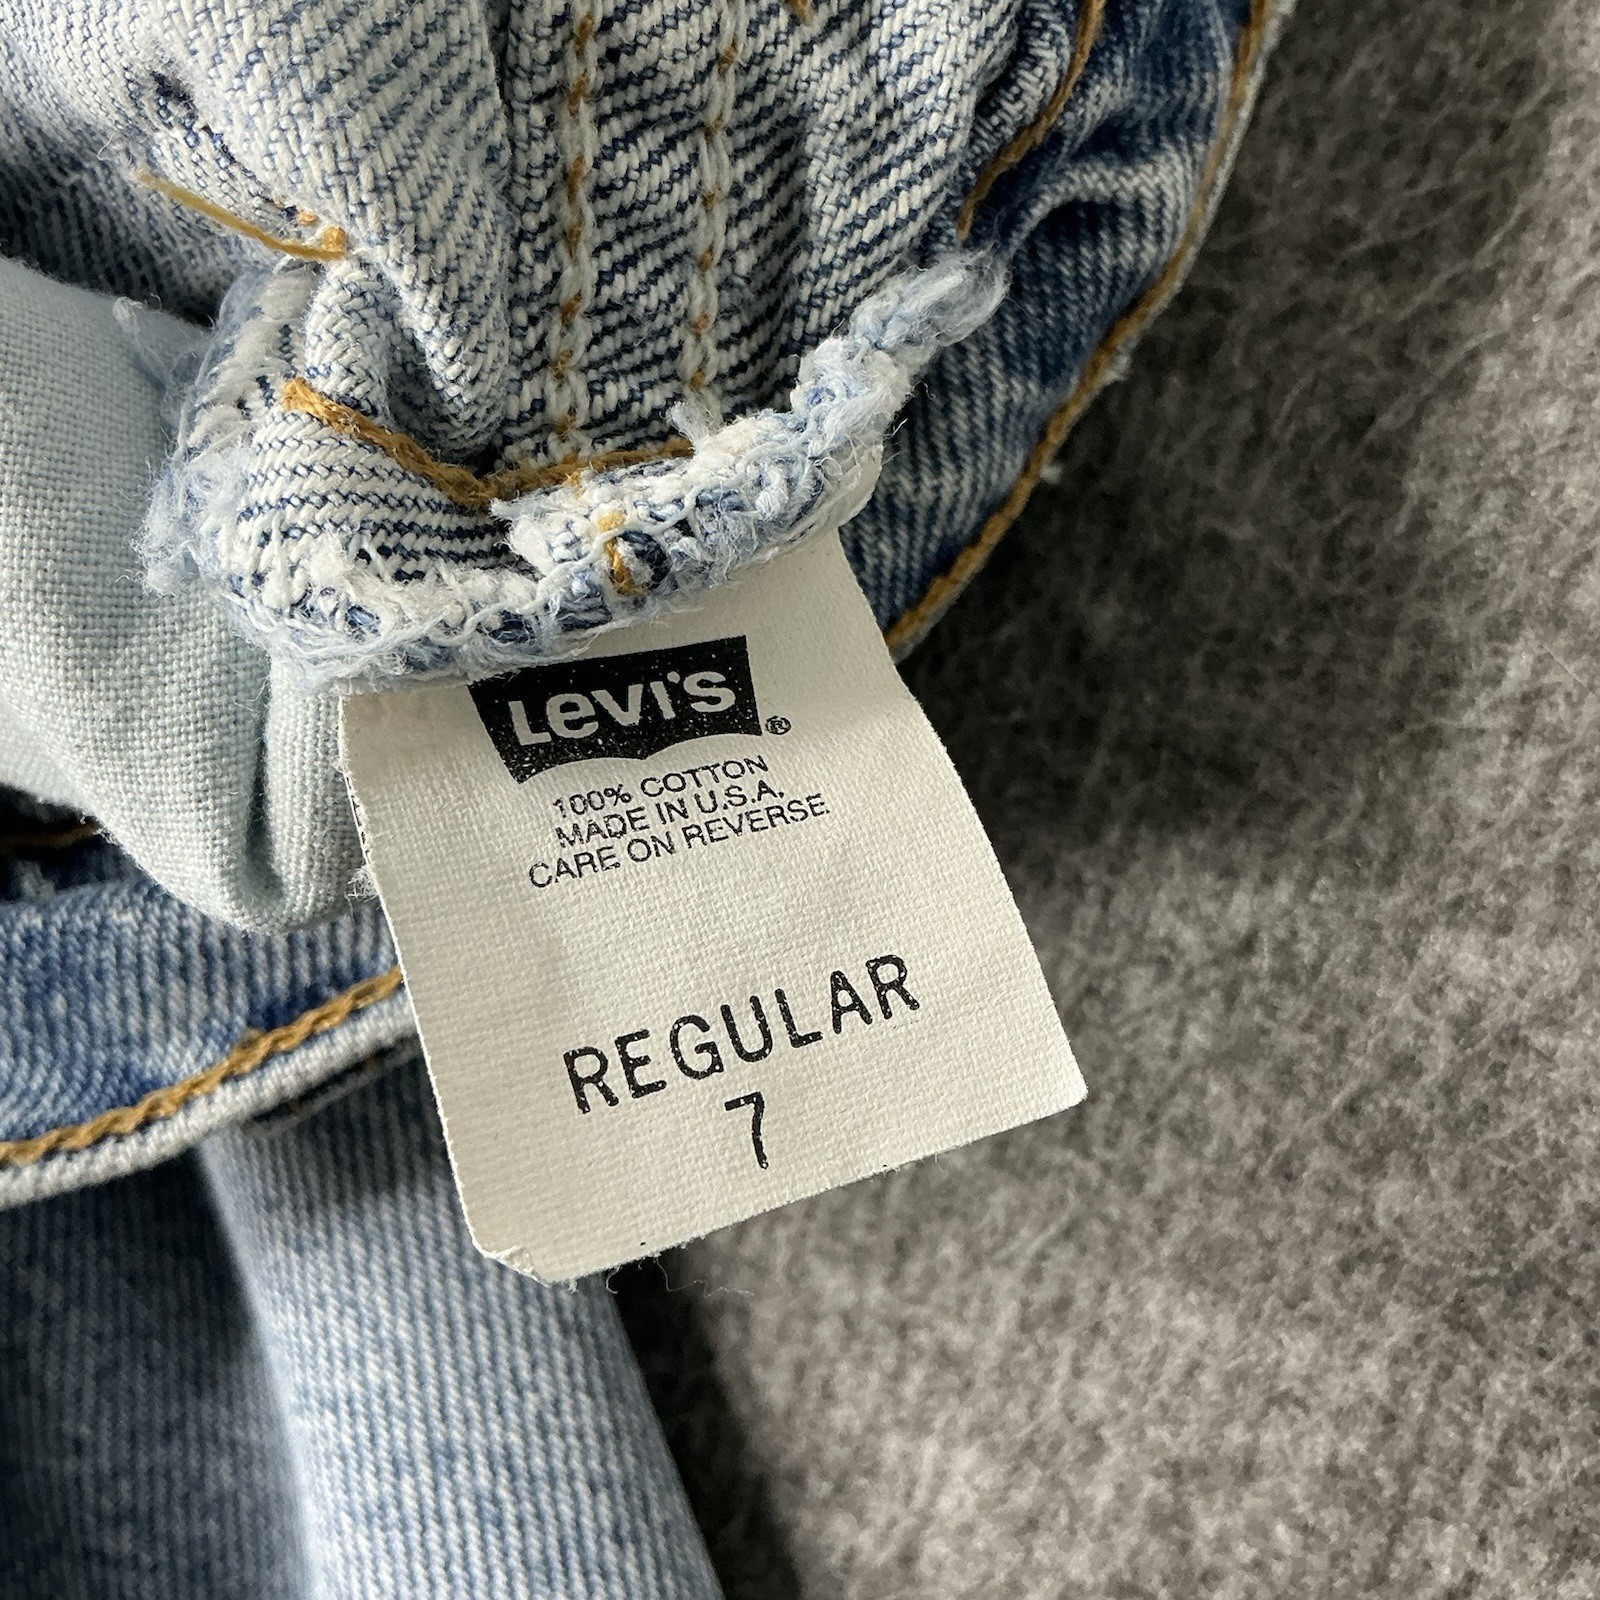 LEVI'S®
100% COTTON
MADE IN U.S.A.
CARE ON REVERSE
REGULAR
7